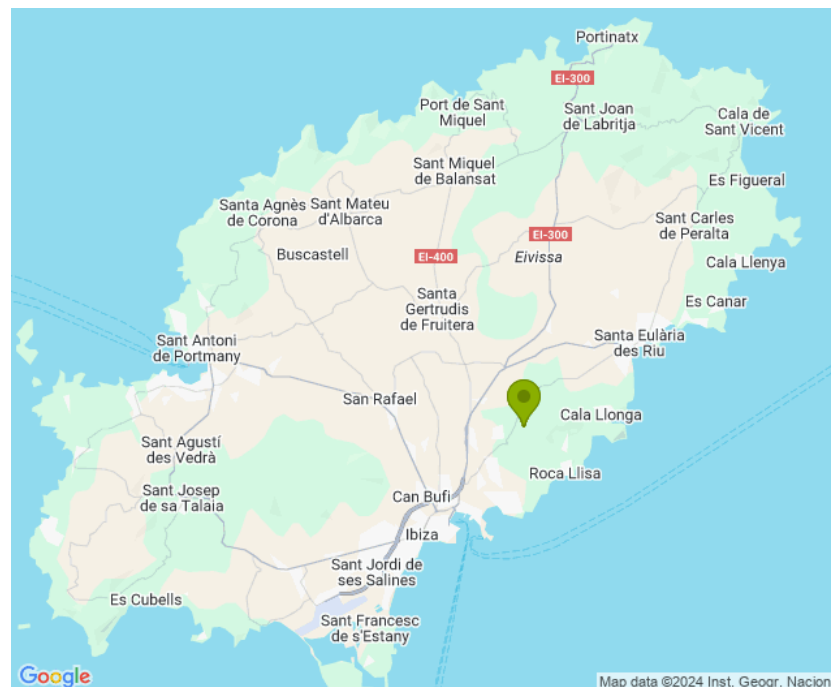 Portinatx
EI-300
Port de Sant
Miquel
Sant Joan
de Labritja
Cala de
Sant Vicent
Sant Miquel
de Balansat
Es Figueral
Santa Agnès
de Corona
Sant Mateu
d'Albarca
Sant Carles
de Peralta
EI-300
Buscastell
EI-400
Eivissa
Cala Llenya
Santa
Gertrudis
de Fruitera
Es Canar
Sant Antoni
de Portmany
Santa Eulària
des Riu
San Rafael
Cala Llonga
Sant Agustí
des Vedrà
Roca Llisa
Sant Josep
de sa Talaia
Can Bufi
Ibiza
Sant Jordi de
ses Salines
Es Cubells
Sant Francesc
de s'Estany
Google
Map data ©2024 Inst. Geogr. Nacion